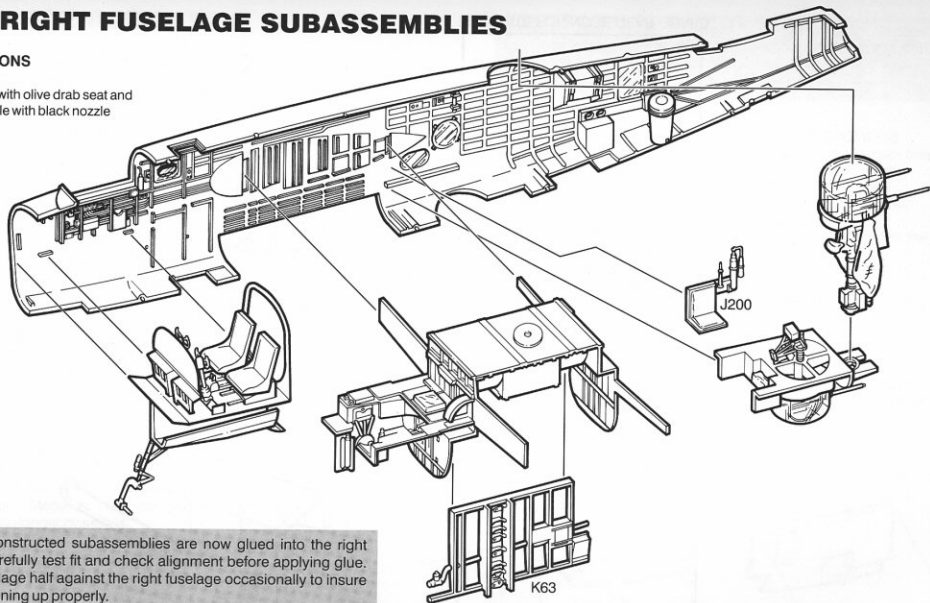 RIGHT FUSELAGE SUBASSEMBLIES
ONS
with olive drab seat and
le with black nozzle
J200
K63
onstructed subassemblies are now glued into the right
refully test fit and check alignment before applying glue.
lage half against the right fuselage occasionally to insure
ning up properly.